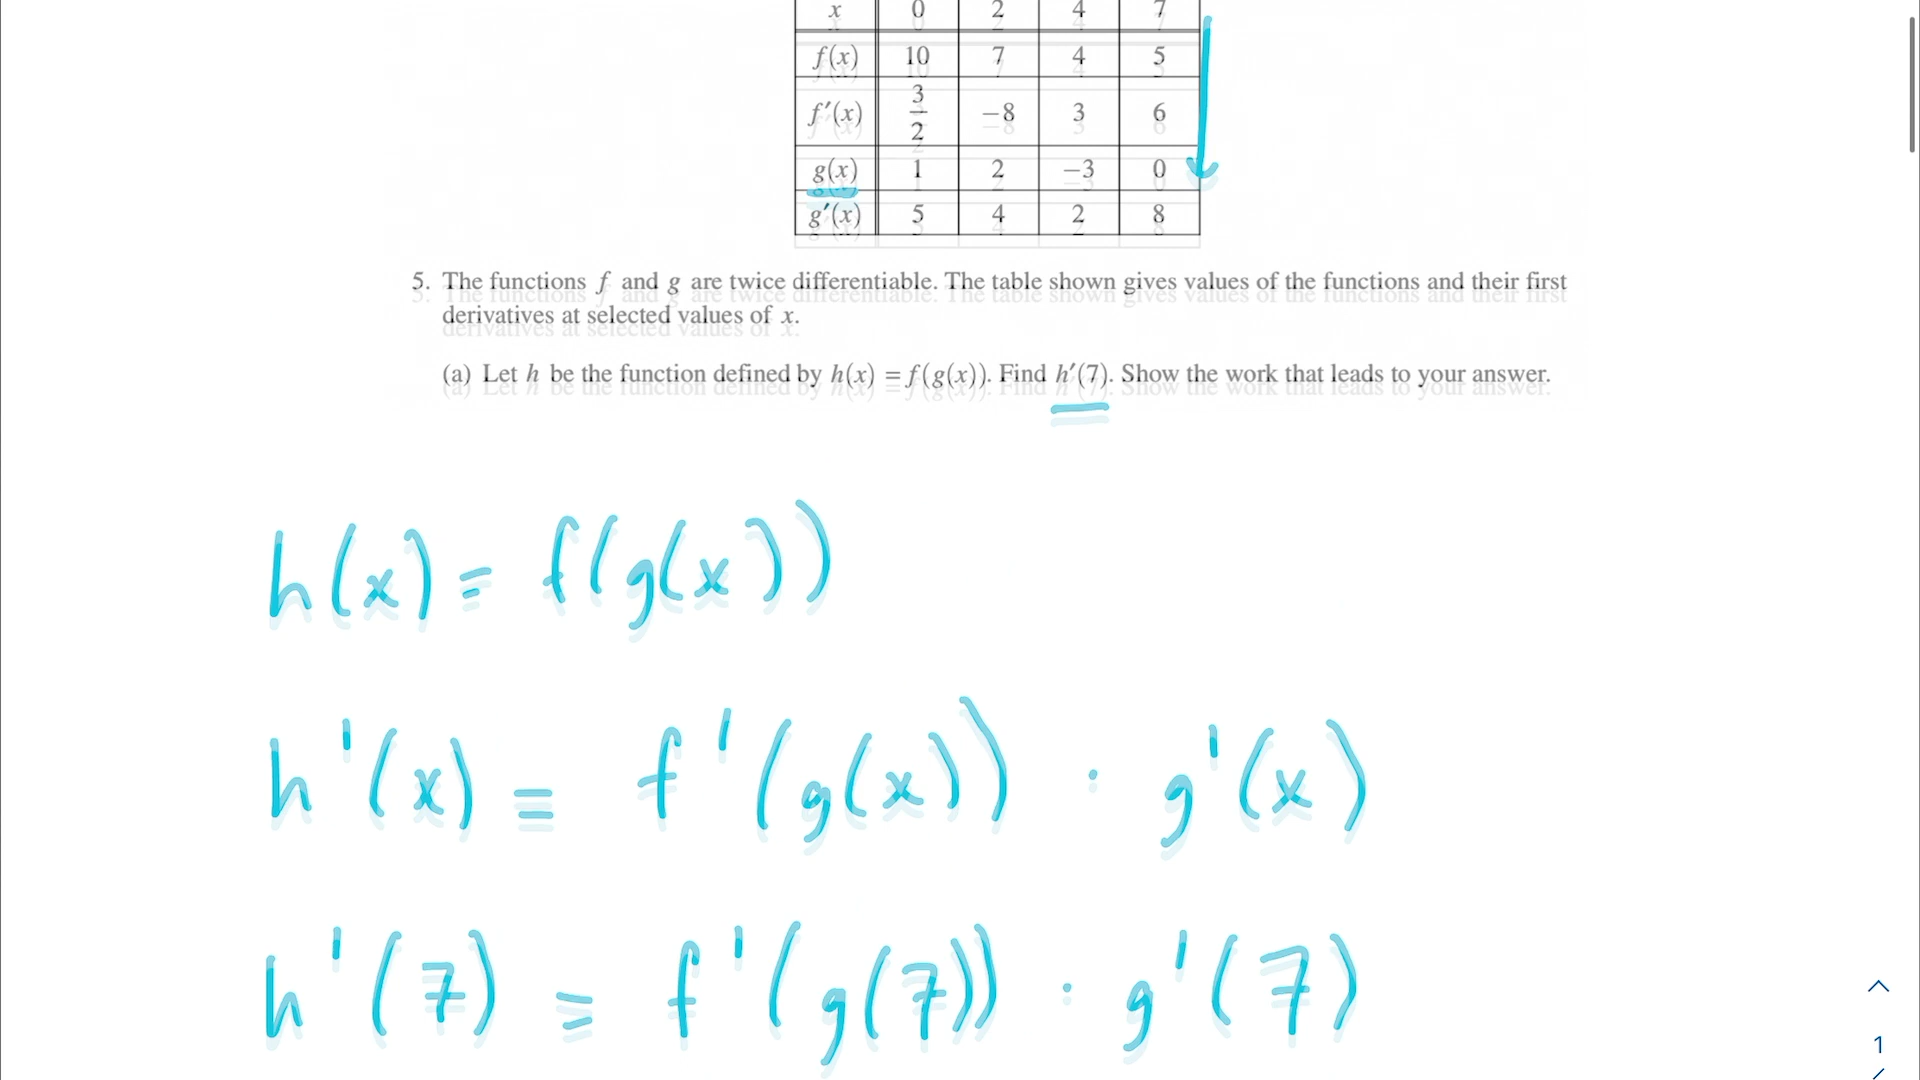 x 0 2 4 7
f(x) 10 7 4 5
f′(x) 3/2 −8 3 6
g(x) 1 2 −3 0
g′(x) 5 4 2 8
5. The functions f and g are twice differentiable. The table shown gives values of the functions and their first
derivatives at selected values of x.
(a) Let h be the function defined by h(x) = f(g(x)). Find h′(7). Show the work that leads to your answer.
h(x) = f(g(x))
h'(x) = f'(g(x)) · g'(x)
h'(7) = f'(g(7)) · g'(7)
1